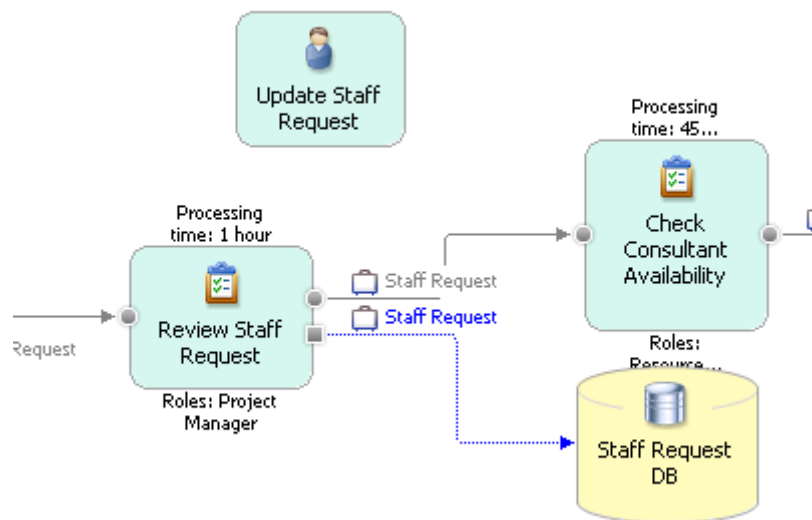 Update Staff
Request
Processing
time: 45...
Check
Consultant
Availability
Roles:
Resource...
Processing
time: 1 hour
Review Staff
Request
Roles: Project
Manager
Request
Staff Request
Staff Request
Staff Request
DB